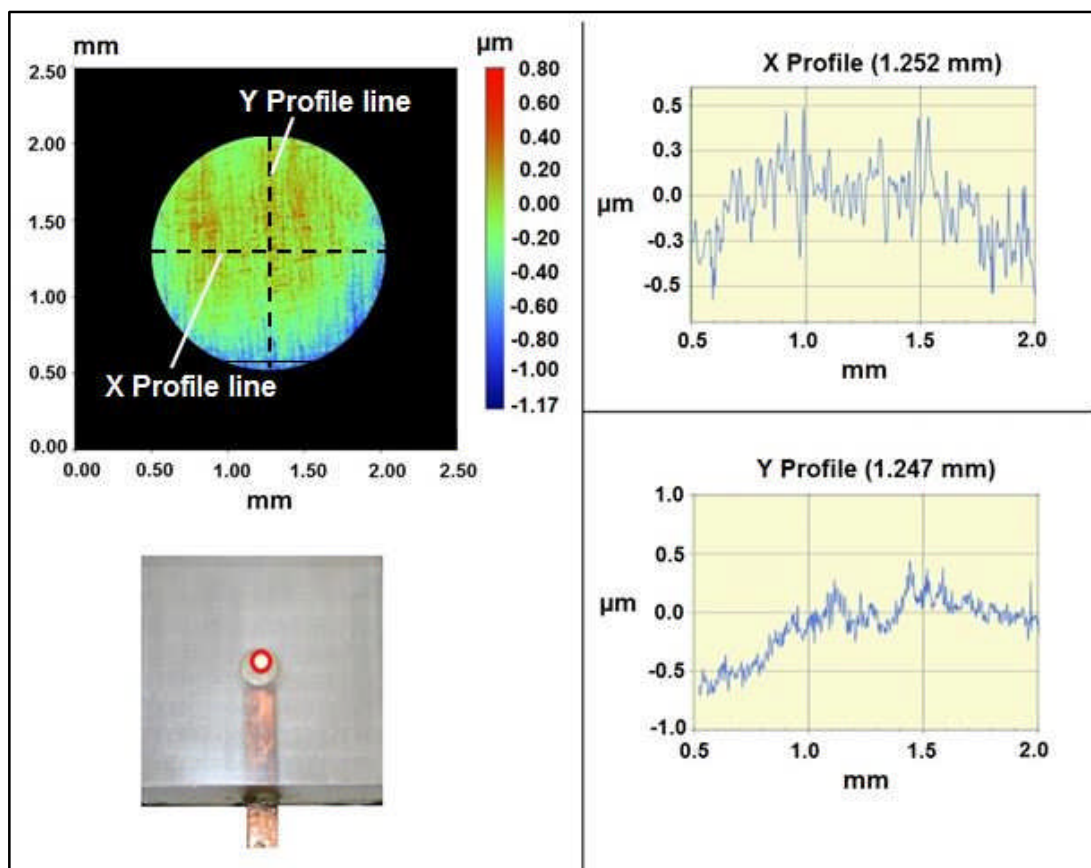 mm
µm
2.50
2.00
1.50
1.00
0.50
0.00
0.00 0.50 1.00 1.50 2.00 2.50
mm
Y Profile line
X Profile line
0.80
0.60
0.20
0.00
-0.20
-0.40
-0.60
-0.80
-1.00
-1.17
X Profile (1.252 mm)
0.5
0.3
0.0
-0.3
-0.5
µm
0.5 1.0 1.5 2.0
mm
Y Profile (1.247 mm)
1.0
0.5
0.0
-0.5
-1.0
µm
0.5 1.0 1.5 2.0
mm